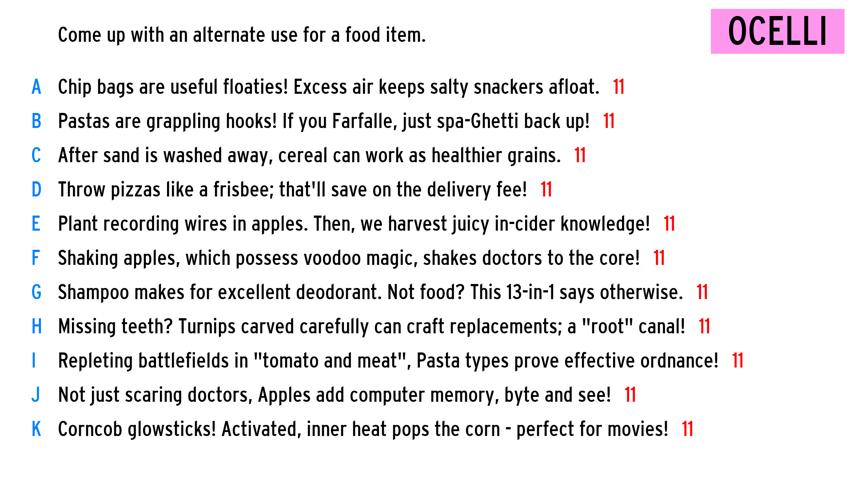 Come up with an alternate use for a food item.
OCELLI
A Chip bags are useful floaties! Excess air keeps salty snackers afloat. 11
B Pastas are grappling hooks! If you Farfalle, just spa-Ghetti back up! 11
C After sand is washed away, cereal can work as healthier grains. 11
D Throw pizzas like a frisbee; that'll save on the delivery fee! 11
E Plant recording wires in apples. Then, we harvest juicy in-cider knowledge! 11
F Shaking apples, which possess voodoo magic, shakes doctors to the core! 11
G Shampoo makes for excellent deodorant. Not food? This 13-in-1 says otherwise. 11
H Missing teeth? Turnips carved carefully can craft replacements; a "root" canal! 11
I Repleting battlefields in "tomato and meat", Pasta types prove effective ordnance! 11
J Not just scaring doctors, Apples add computer memory, byte and see! 11
K Corncob glowsticks! Activated, inner heat pops the corn - perfect for movies! 11